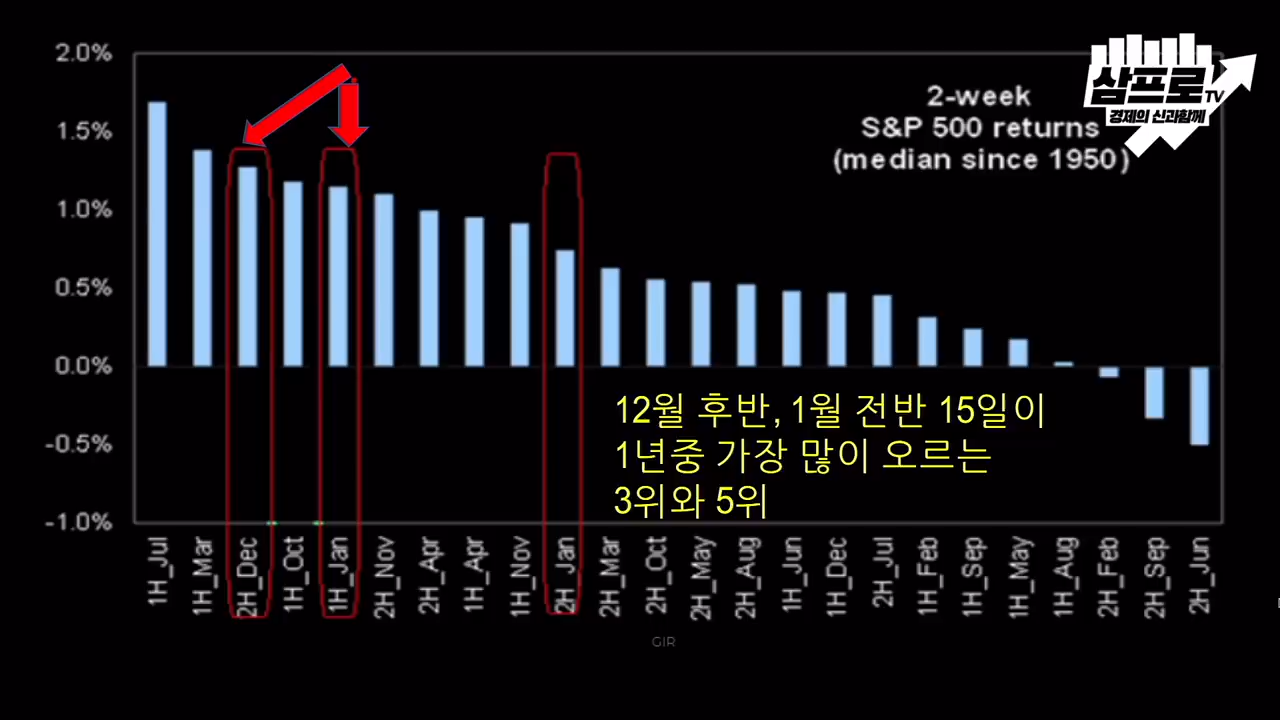 2.0%
1.5%
1.0%
0.5%
0.0%
-0.5%
-1.0%
2-week
S&P 500 returns
(median since 1950)
삼프로TV
경제의 신과함께
12월 후반, 1월 전반 15일이
1년중 가장 많이 오르는
3위와 5위
1H_Jul
1H_Mar
2H_Dec
1H_Oct
1H_Jan
2H_Nov
2H_Apr
1H_Apr
1H_Nov
2H_Jan
2H_Mar
2H_Oct
2H_May
2H_Aug
1H_Jun
1H_Dec
2H_Jul
1H_Feb
1H_Sep
1H_May
1H_Aug
2H_Feb
2H_Sep
2H_Jun
GIR